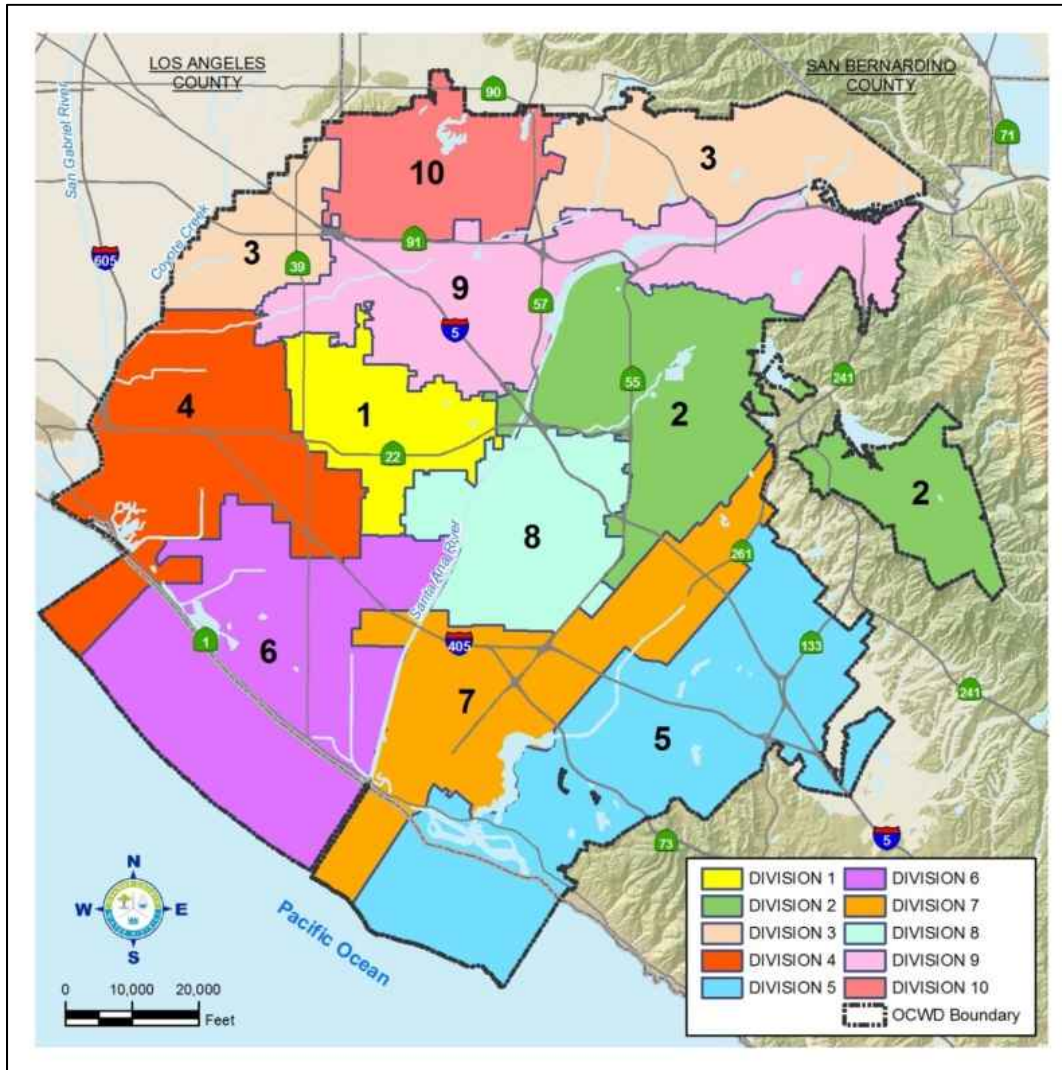 LOS ANGELES
COUNTY
SAN BERNARDINO
COUNTY
90
71
San Gabriel River
10
3
Coyote Creek
605
3
39
91
9
57
5
241
4
1
55
2
22
2
8
261
Santa Ana River
1
6
405
133
7
241
5
73
5
N
W
E
S
Pacific Ocean
0
10,000
20,000
Feet
DIVISION 1
DIVISION 2
DIVISION 3
DIVISION 4
DIVISION 5
DIVISION 6
DIVISION 7
DIVISION 8
DIVISION 9
DIVISION 10
OCWD Boundary